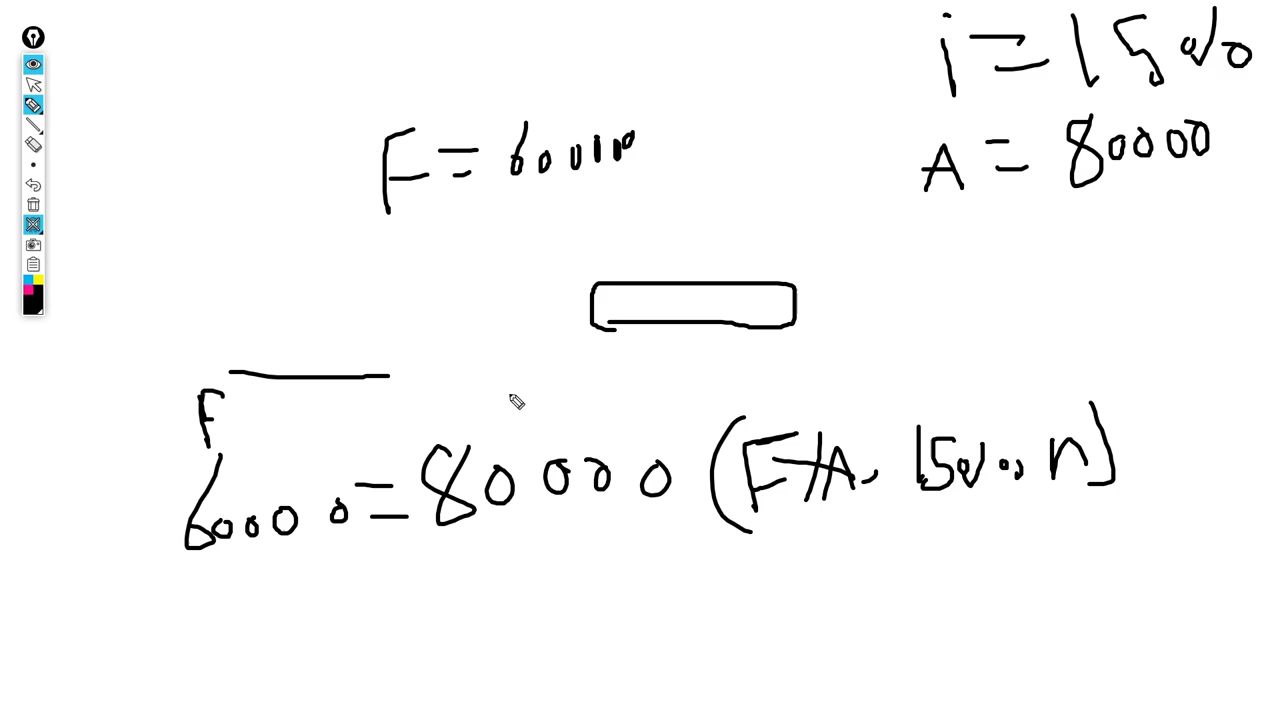 i = 15%
F = 60000
A = 80000
F
60000 = 80000 (F/A, 15%, n)